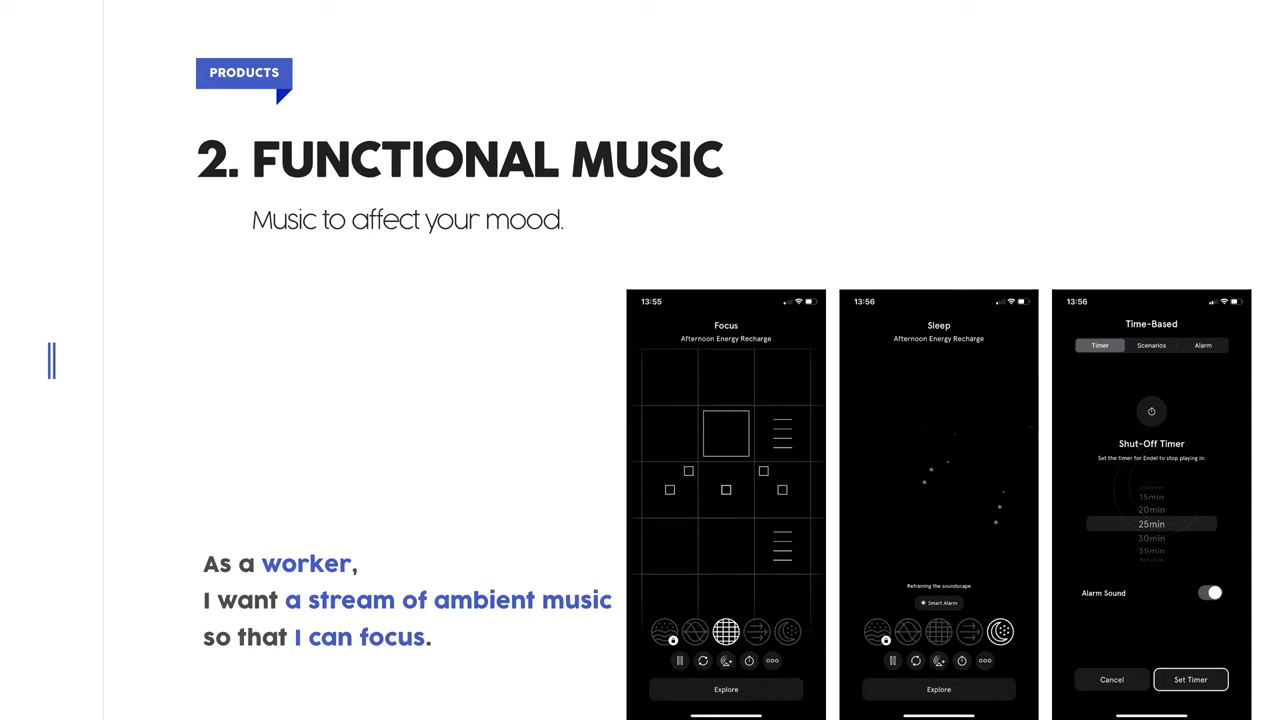 PRODUCTS
2. FUNCTIONAL MUSIC
Music to affect your mood.
As a worker,
I want a stream of ambient music
so that I can focus.
13:55
Focus
Afternoon Energy Recharge
Explore
13:56
Sleep
Afternoon Energy Recharge
Reframing the soundscape
Smart Alarm
Explore
13:56
Time-Based
Timer Scenarios Alarm
Shut-Off Timer
Set the timer for Endel to stop playing in:
15min
20min
25min
30min
35min
Alarm Sound
Cancel Set Timer